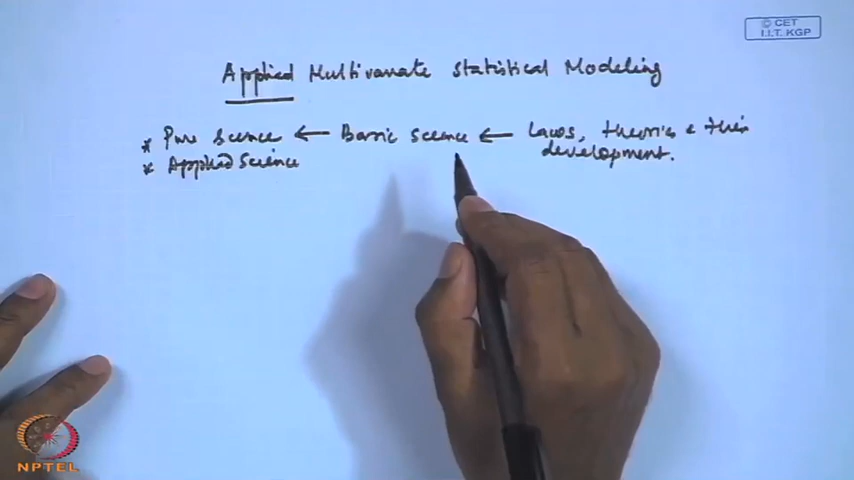 © CET
I.I.T. KGP
Applied Multivariate Statistical Modeling
* Pure Science ← Basic Science ← Laws, theories & their
development.
* Applied Science
NPTEL